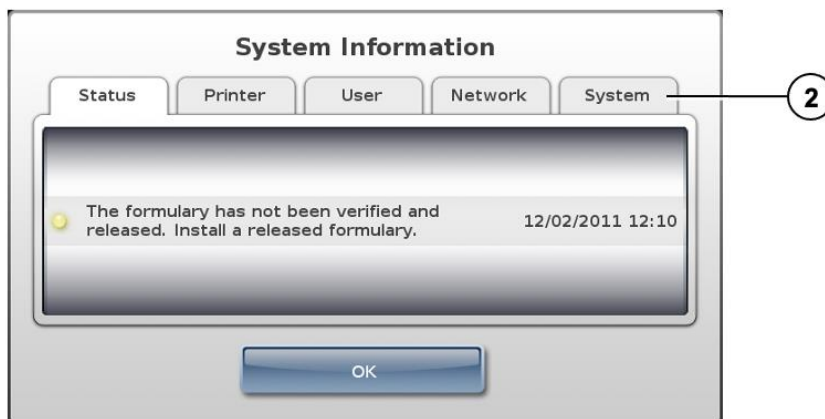 System Information
Status Printer User Network System
2
The formulary has not been verified and
released. Install a released formulary.
12/02/2011 12:10
OK